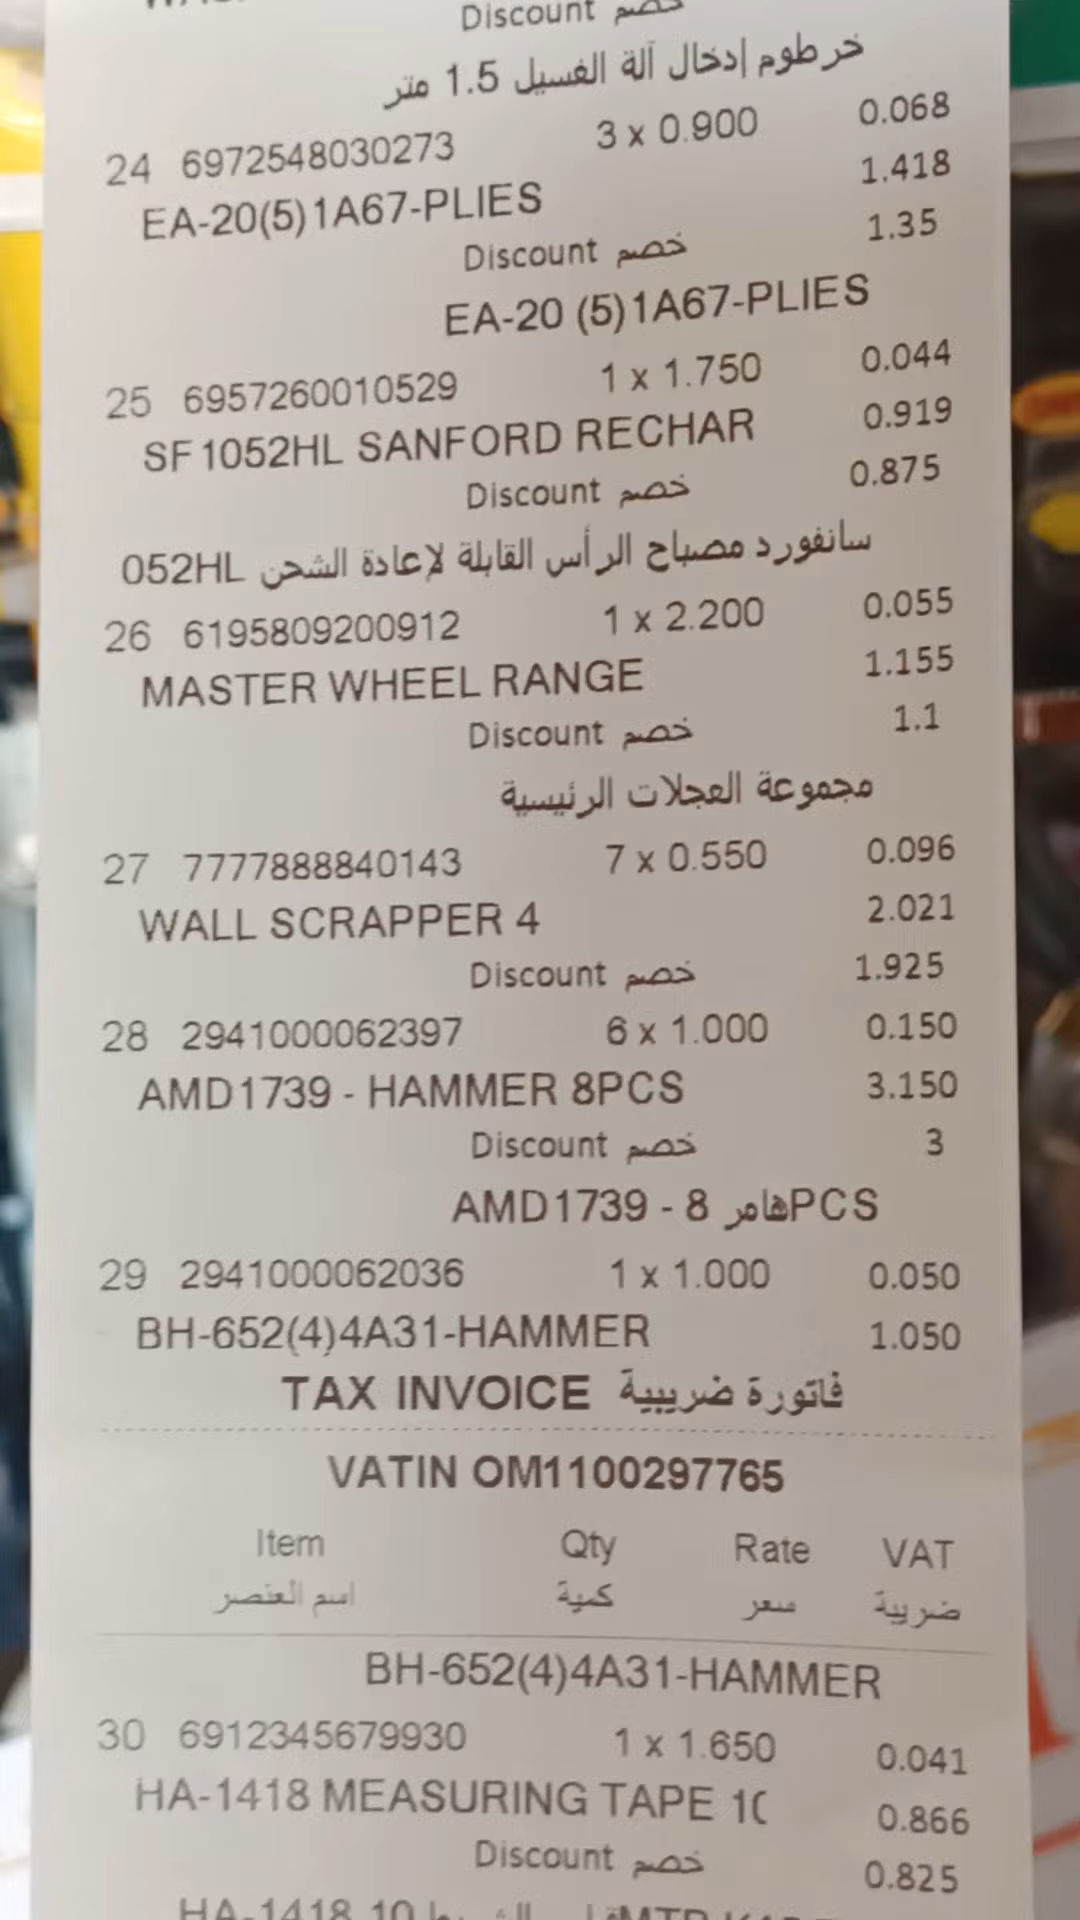 Discount خصم
خرطوم إدخال آلة الغسيل 1.5 متر
24 6972548030273 3 x 0.900 0.068
EA-20(5)1A67-PLIES 1.418
Discount خصم 1.35
EA-20 (5)1A67-PLIES
25 6957260010529 1 x 1.750 0.044
SF1052HL SANFORD RECHAR 0.919
Discount خصم 0.875
سانفورد مصباح الرأس القابلة لإعادة الشحن 052HL
26 6195809200912 1 x 2.200 0.055
MASTER WHEEL RANGE 1.155
Discount خصم 1.1
مجموعة العجلات الرئيسية
27 7777888840143 7 x 0.550 0.096
WALL SCRAPPER 4 2.021
Discount خصم 1.925
28 2941000062397 6 x 1.000 0.150
AMD1739 - HAMMER 8PCS 3.150
Discount خصم 3
AMD1739 - 8 هامرPCS
29 2941000062036 1 x 1.000 0.050
BH-652(4)4A31-HAMMER 1.050
TAX INVOICE فاتورة ضريبية
VATIN OM1100297765
Item Qty Rate VAT
اسم العنصر كمية سعر ضريبة
BH-652(4)4A31-HAMMER
30 6912345679930 1 x 1.650 0.041
HA-1418 MEASURING TAPE 10 0.866
Discount خصم 0.825
HA-1418 10